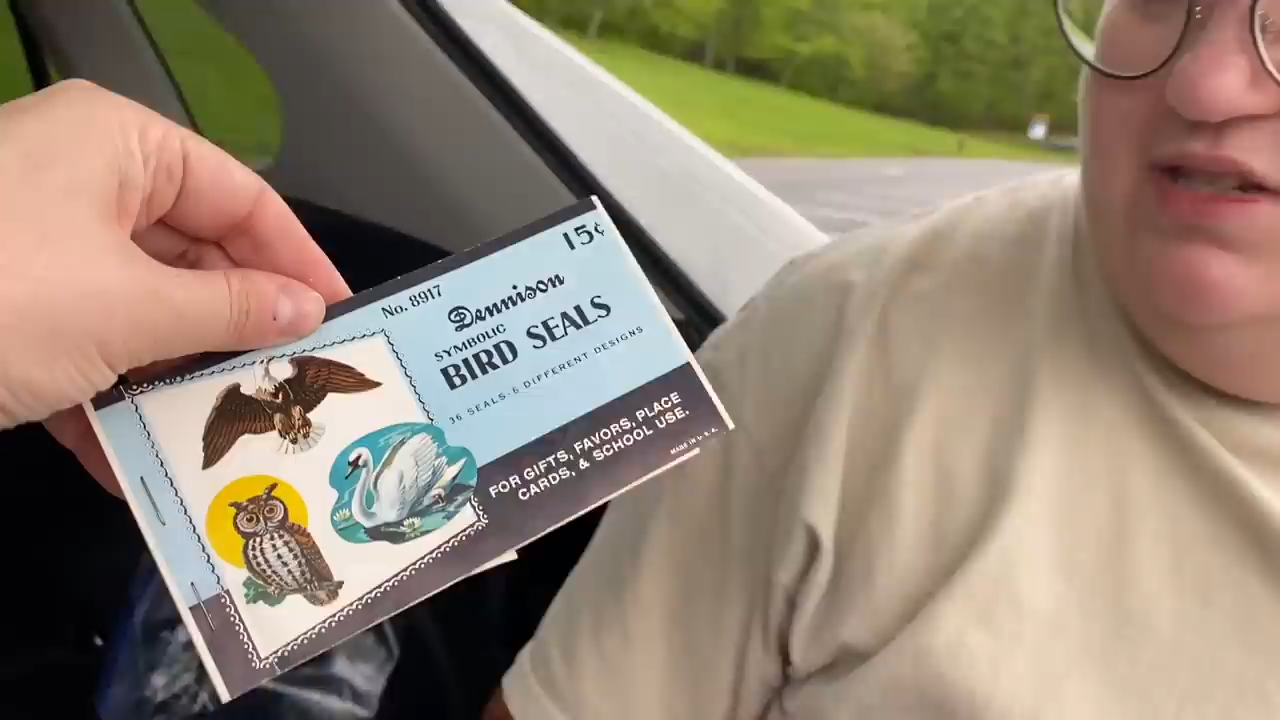 15¢
No. 8917
Dennison
SYMBOLIC
BIRD SEALS
36 SEALS-6 DIFFERENT DESIGNS
FOR GIFTS, FAVORS, PLACE
CARDS, & SCHOOL USE.
MADE IN U.S.A.